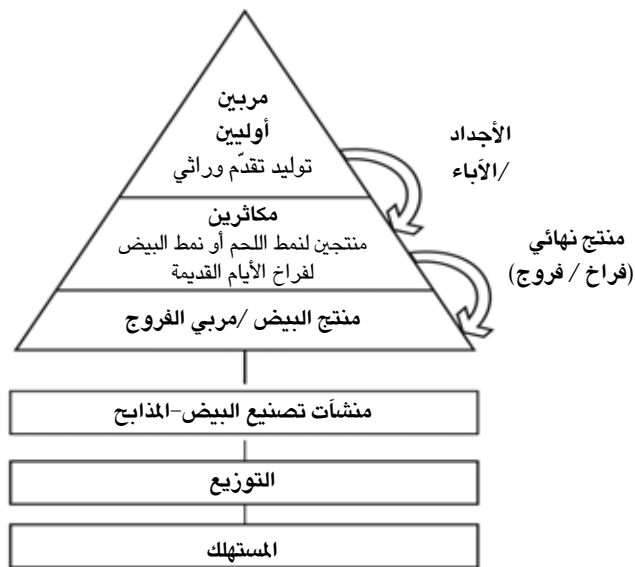 مربين
أوليين
توليد تقدّم وراثي
الأجداد
/الآباء
مكاثرين
منتجين لنمط اللحم أو نمط البيض
لفراخ الأيام القديمة
منتج نهائي
(فراخ / فروج)
منتج البيض /مربي الفروج
منشآت تصنيع البيض-المذابح
التوزيع
المستهلك